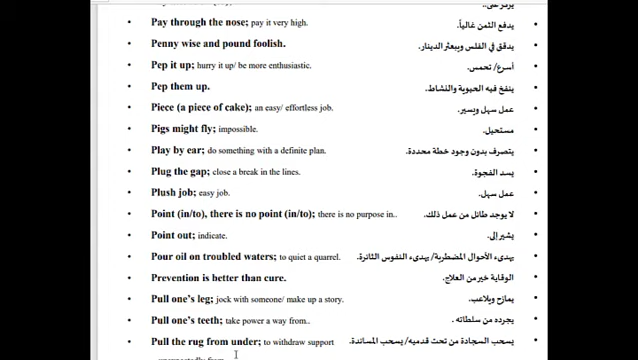 يركز على..
• Pay through the nose; pay it very high. يدفع الثمن غالياً. •
• Penny wise and pound foolish. يدقق في الفلس ويبعثر الدينار. •
• Pep it up; hurry it up/ be more enthusiastic. أسرع/ تحمس. •
• Pep them up. ينفخ فيه الحيوية والنشاط. •
• Piece (a piece of cake); an easy/ effortless job. عمل سهل ويسير. •
• Pigs might fly; impossible. مستحيل. •
• Play by ear; do something with a definite plan. يتصرف بدون وجود خطة محددة. •
• Plug the gap; close a break in the lines. يسد الفجوة. •
• Plush job; easy job. عمل سهل. •
• Point (in/to), there is no point (in/to); there is no purpose in.. لا يوجد طائل من عمل ذلك. •
• Point out; indicate. يشير إلى. •
• Pour oil on troubled waters; to quiet a quarrel. يهدىء الأحوال المضطربة/ يهدىء النفوس الثائرة. •
• Prevention is better than cure. الوقاية خير من العلاج. •
• Pull one's leg; jock with someone/ make up a story. يمازح ويلاعب. •
• Pull one's teeth; take power a way from.. يجرده من سلطاته. •
• Pull the rug from under; to withdraw support يسحب السجادة من تحت قدميه/ يسحب المساندة. •
unexpectedly from